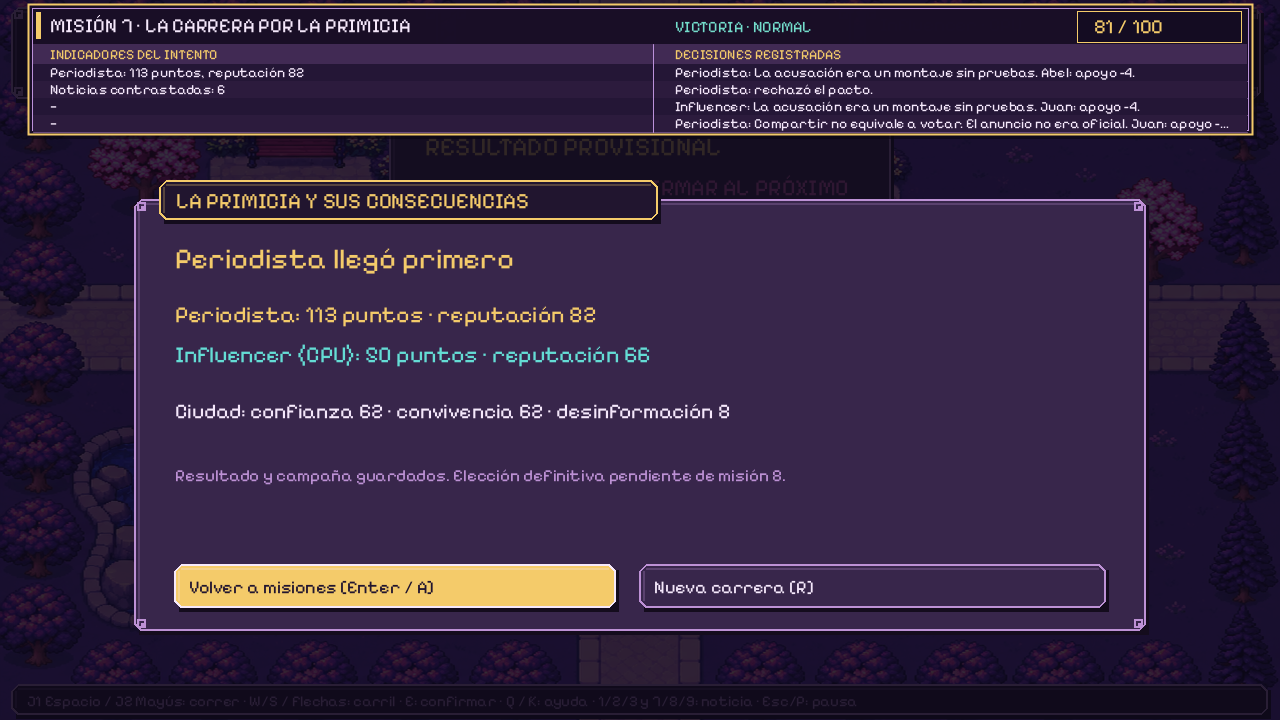 MISIÓN 7 · LA CARRERA POR LA PRIMICIA
VICTORIA · NORMAL
81 / 100
INDICADORES DEL INTENTO
Periodista: 113 puntos, reputación 82
Noticias contrastadas: 6
-
-
DECISIONES REGISTRADAS
Periodista: La acusación era un montaje sin pruebas. Abel: apoyo -4.
Periodista: rechazó el pacto.
Influencer: La acusación era un montaje sin pruebas. Juan: apoyo -4.
Periodista: Compartir no equivale a votar. El anuncio no era oficial. Juan: apoyo -...
RESULTADO PROVISIONAL
RMAR AL PRÓXIMO
LA PRIMICIA Y SUS CONSECUENCIAS
Periodista llegó primero
Periodista: 113 puntos · reputación 82
Influencer (CPU): 90 puntos · reputación 66
Ciudad: confianza 62 · convivencia 62 · desinformación 8
Resultado y campaña guardados. Elección definitiva pendiente de misión 8.
Volver a misiones (Enter / A)
Nueva carrera (R)
J1 Espacio / J2 Mayús: correr · W/S / Flechas: carril · E: confirmar · Q / K: ayuda · 1/2/3 y 7/8/9: noticia · Esc/P: pausa